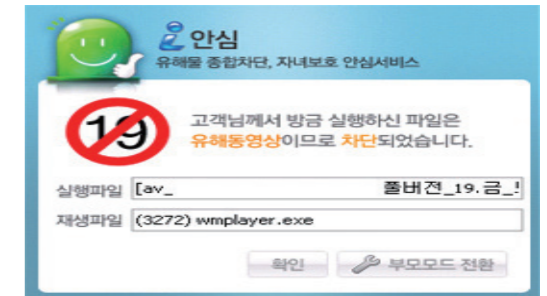 i 안심
유해물 종합차단, 자녀보호 안심서비스
19
고객님께서 방금 실행하신 파일은
유해동영상이므로 차단되었습니다.
실행파일 [av_ 풀버젼_19.금_!
재생파일 (3272) wmplayer.exe
확인 부모모드 전환